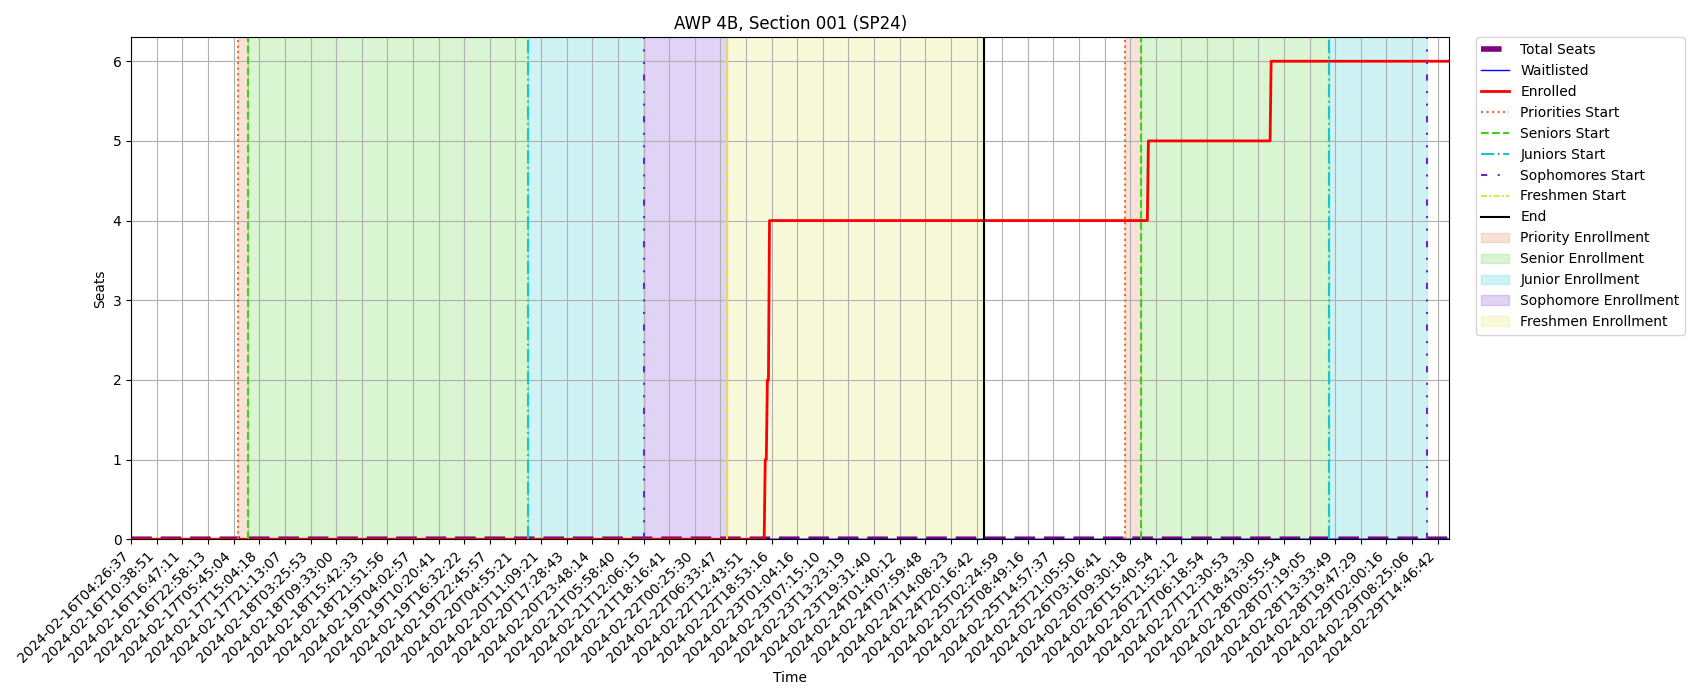 AWP 4B, Section 001 (SP24)
Seats
6
5
4
3
2
1
0
2024-02-16T04:26:37
2024-02-16T10:38:51
2024-02-16T16:47:11
2024-02-16T22:58:13
2024-02-17T05:45:04
2024-02-17T15:04:18
2024-02-17T21:13:07
2024-02-18T03:25:53
2024-02-18T09:33:00
2024-02-18T15:42:33
2024-02-18T21:51:56
2024-02-19T04:02:57
2024-02-19T10:20:41
2024-02-19T16:32:22
2024-02-19T22:45:57
2024-02-20T04:55:21
2024-02-20T11:09:21
2024-02-20T17:28:43
2024-02-20T23:48:14
2024-02-21T05:58:40
2024-02-21T12:06:15
2024-02-21T18:16:41
2024-02-22T00:25:30
2024-02-22T06:33:47
2024-02-22T12:43:51
2024-02-22T18:53:16
2024-02-23T01:04:16
2024-02-23T07:15:10
2024-02-23T13:23:19
2024-02-23T19:31:40
2024-02-24T01:40:12
2024-02-24T07:59:48
2024-02-24T14:08:23
2024-02-24T20:16:42
2024-02-25T02:24:59
2024-02-25T08:49:16
2024-02-25T14:57:37
2024-02-25T21:05:50
2024-02-26T03:16:41
2024-02-26T09:30:18
2024-02-26T15:40:54
2024-02-26T21:52:12
2024-02-27T06:18:54
2024-02-27T12:30:53
2024-02-27T18:43:30
2024-02-28T00:55:54
2024-02-28T07:19:05
2024-02-28T13:33:49
2024-02-28T19:47:29
2024-02-29T02:00:16
2024-02-29T08:25:06
2024-02-29T14:46:42
Time
Total Seats
Waitlisted
Enrolled
Priorities Start
Seniors Start
Juniors Start
Sophomores Start
Freshmen Start
End
Priority Enrollment
Senior Enrollment
Junior Enrollment
Sophomore Enrollment
Freshmen Enrollment